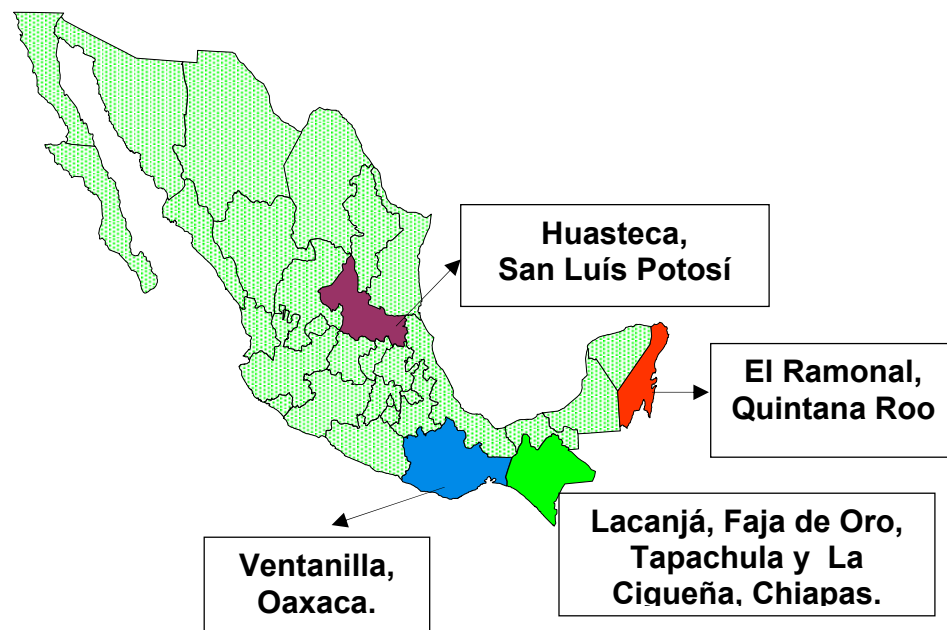 Huasteca,
San Luís Potosí
El Ramonal,
Quintana Roo
Lacanjá, Faja de Oro,
Tapachula y La
Cigueña, Chiapas.
Ventanilla,
Oaxaca.